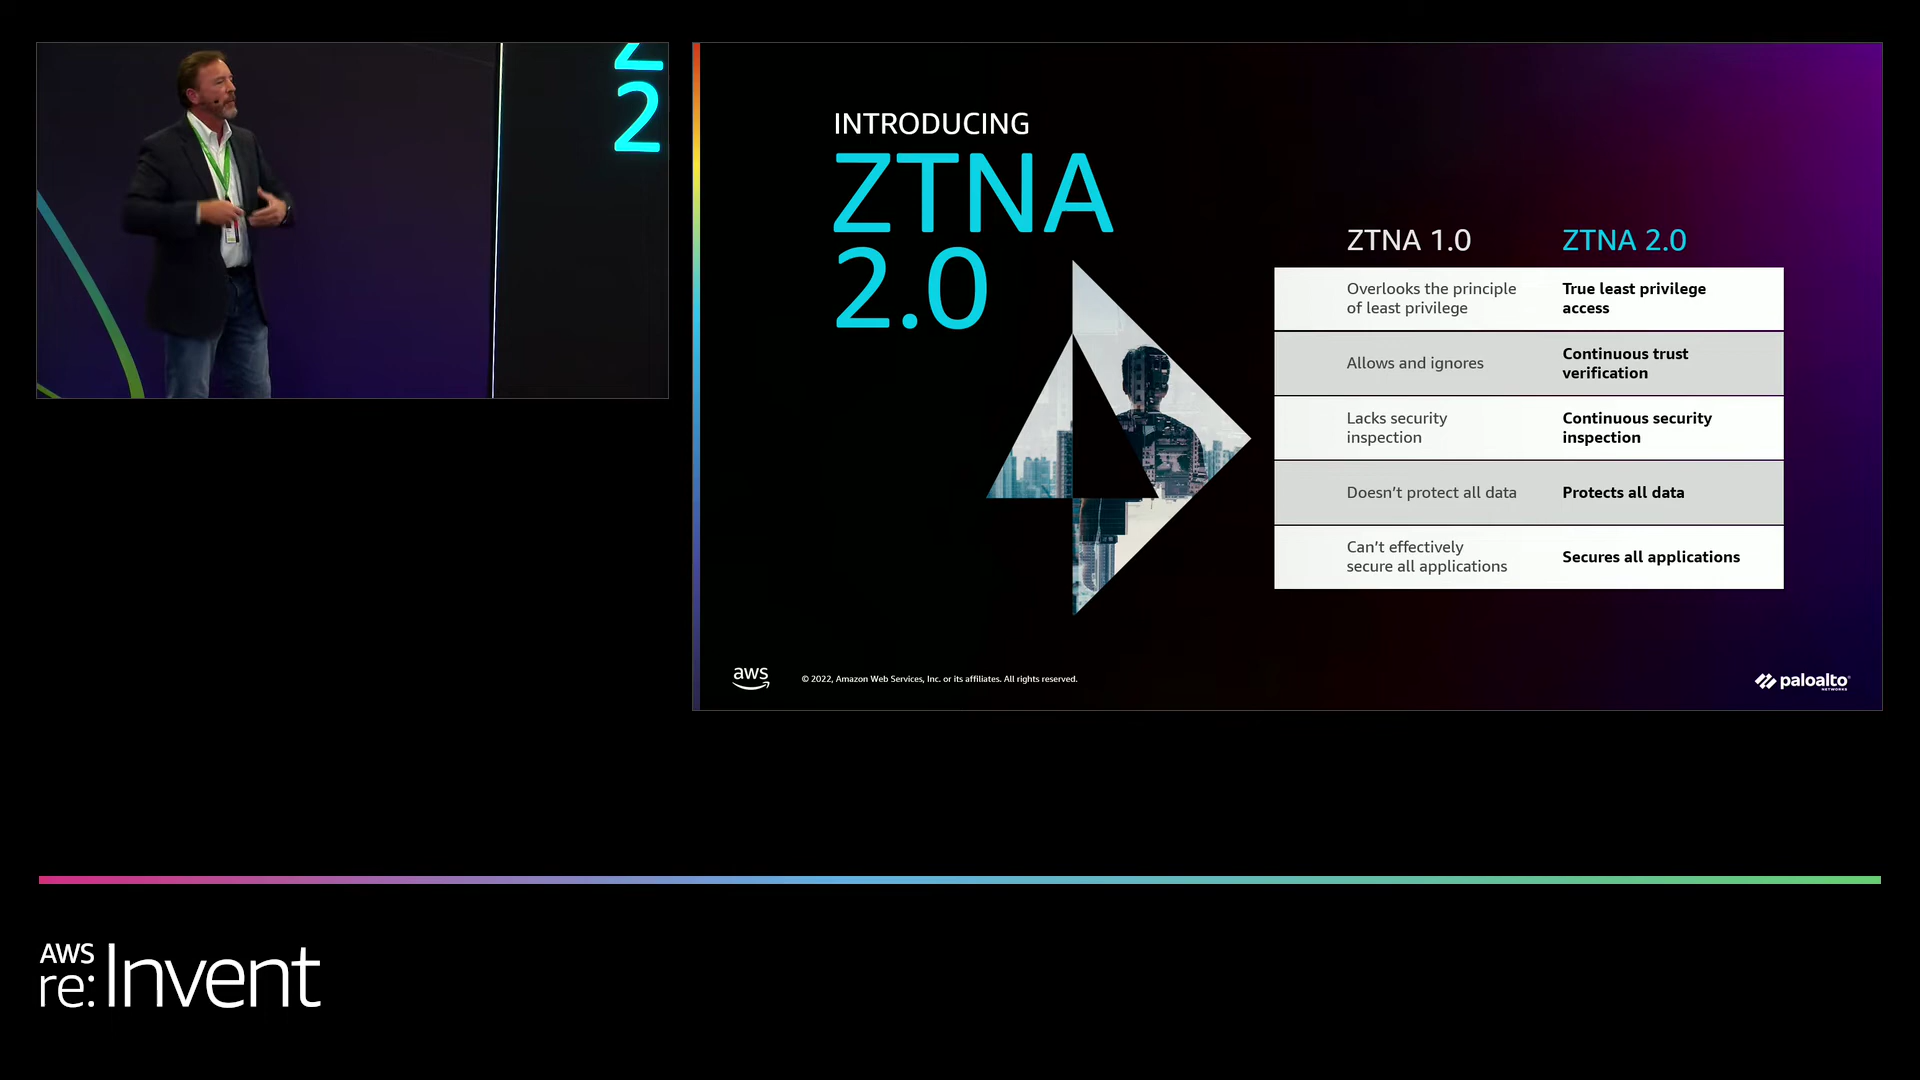 Z
2
INTRODUCING
ZTNA
2.0
ZTNA 1.0
ZTNA 2.0
Overlooks the principle
of least privilege
True least privilege
access
Allows and ignores
Continuous trust
verification
Lacks security
inspection
Continuous security
inspection
Doesn’t protect all data
Protects all data
Can’t effectively
secure all applications
Secures all applications
aws
© 2022, Amazon Web Services, Inc. or its affiliates. All rights reserved.
paloalto
NETWORKS
AWS
re:Invent